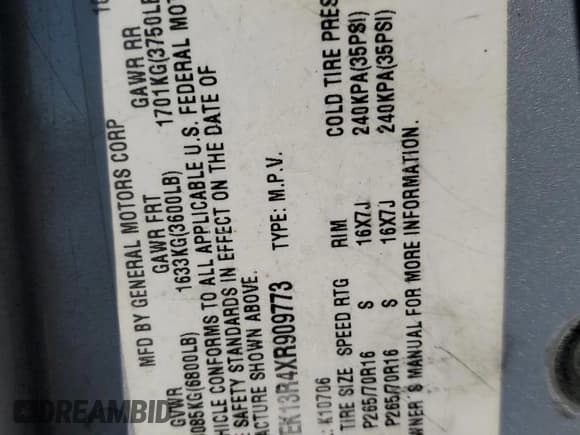 MFD BY GENERAL MOTORS CORP
GVWR GAWR FRT GAWR RR
085KG(6800LB) 1633KG(3600LB) 1701KG(3750LB
HICLE CONFORMS TO ALL APPLICABLE U.S. FEDERAL MOT
E SAFETY STANDARDS IN EFFECT ON THE DATE OF
ACTURE SHOWN ABOVE.
EK13R4XR909773 TYPE: M.P.V.
: K10706
TIRE SIZE SPEED RTG RIM COLD TIRE PRES
P265/70R16 S 16X7J 240KPA(35PSI)
P265/70R16 S 16X7J 240KPA(35PSI)
OWNER'S MANUAL FOR MORE INFORMATION.
DREAMBID